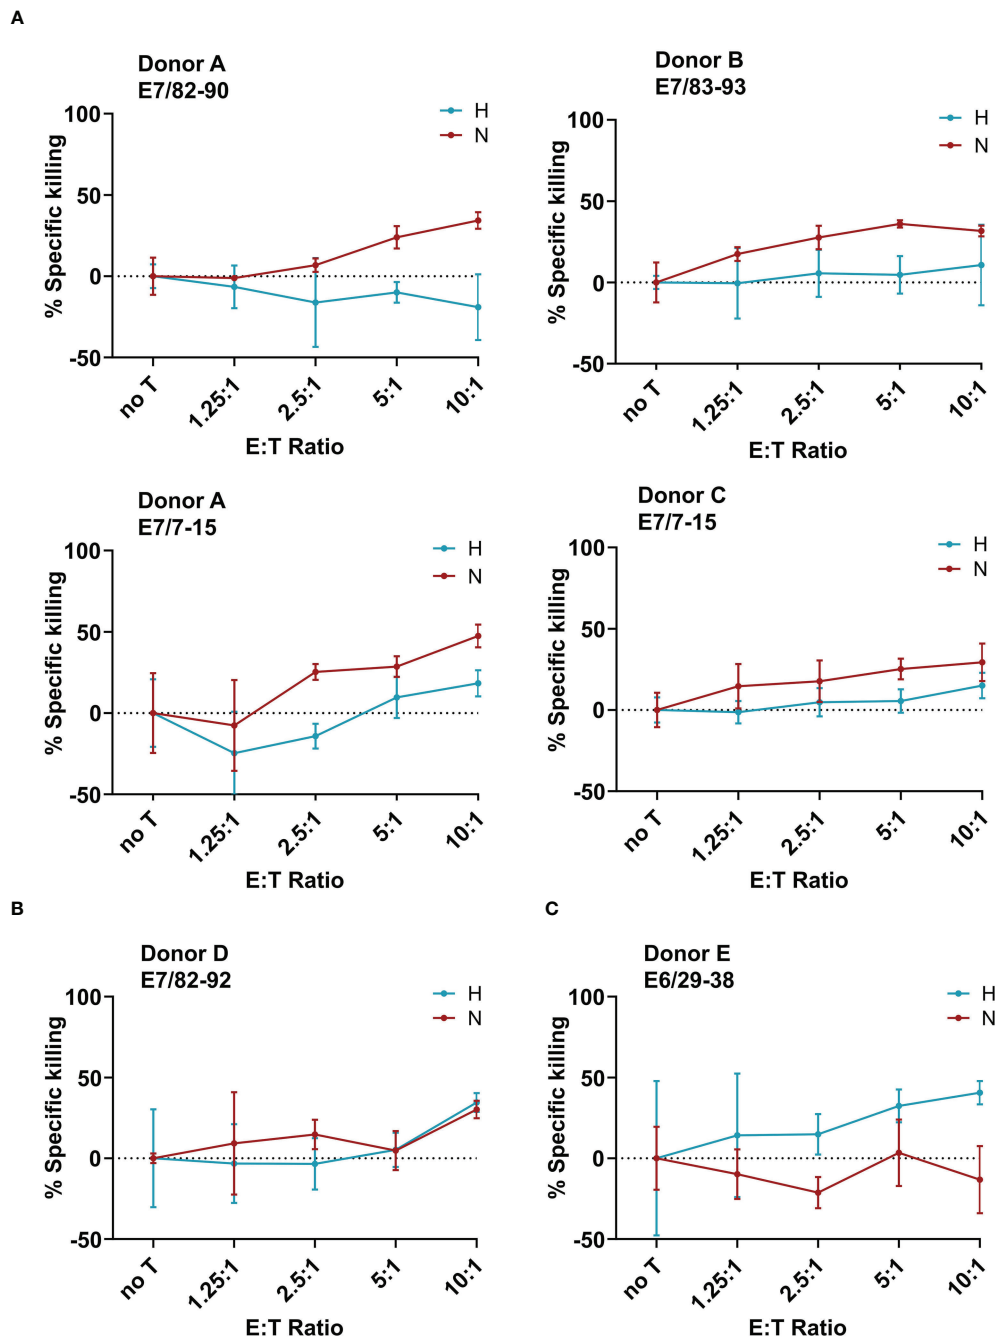 A
Donor A
E7/82-90
H
N
% Specific killing
100
50
0
-50
no T
1.25:1
2.5:1
5:1
10:1
E:T Ratio
Donor B
E7/83-93
H
N
% Specific killing
100
50
0
-50
no T
1.25:1
2.5:1
5:1
10:1
E:T Ratio
Donor A
E7/7-15
H
N
% Specific killing
100
50
0
-50
no T
1.25:1
2.5:1
5:1
10:1
E:T Ratio
Donor C
E7/7-15
H
N
% Specific killing
100
50
0
-50
no T
1.25:1
2.5:1
5:1
10:1
E:T Ratio
B
Donor D
E7/82-92
H
N
% Specific killing
100
50
0
-50
no T
1.25:1
2.5:1
5:1
10:1
E:T Ratio
C
Donor E
E6/29-38
H
N
% Specific killing
100
50
0
-50
no T
1.25:1
2.5:1
5:1
10:1
E:T Ratio